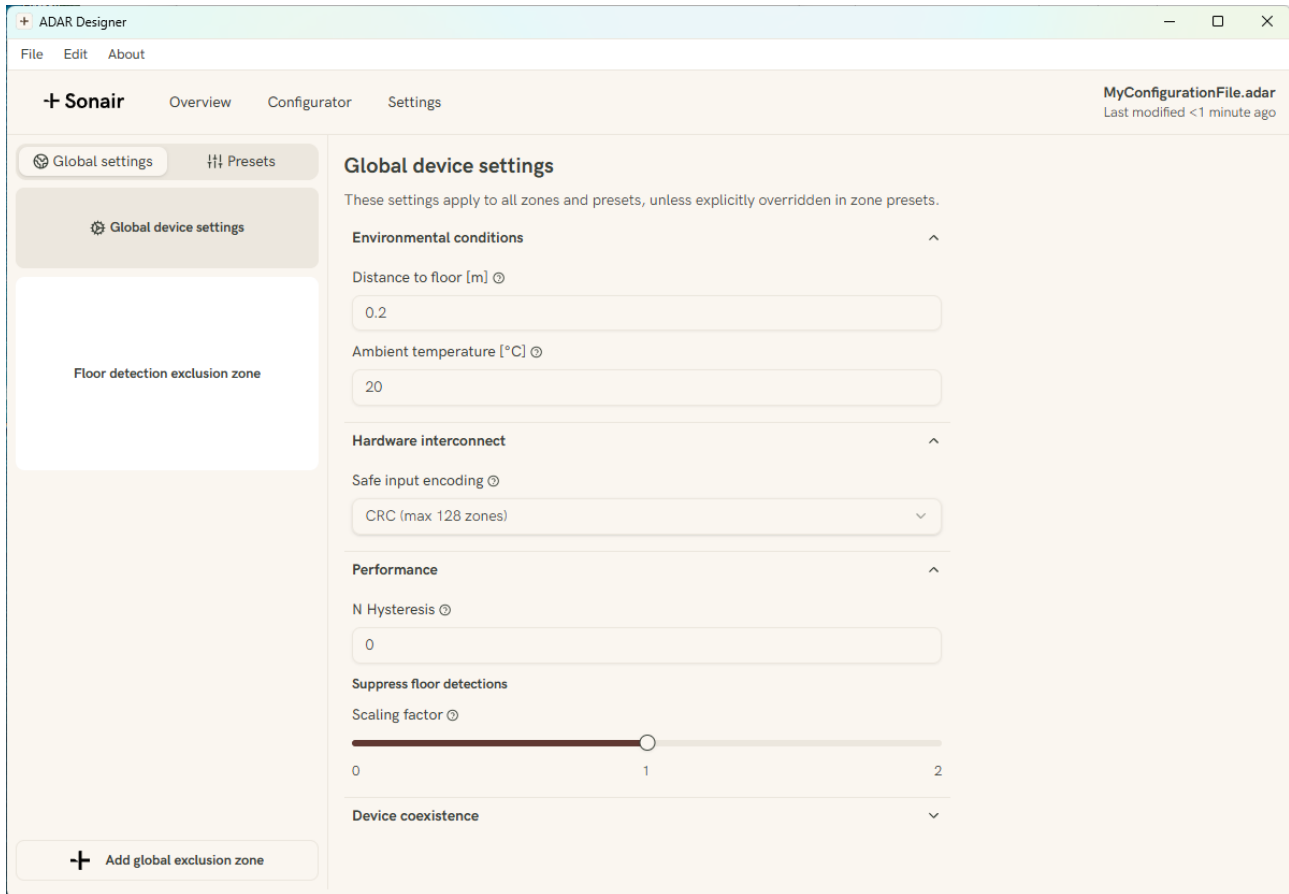 ADAR Designer
File Edit About
Sonair Overview Configurator Settings
MyConfigurationFile.adar
Last modified <1 minute ago
Global settings Presets
Global device settings
Floor detection exclusion zone
Add global exclusion zone
Global device settings
These settings apply to all zones and presets, unless explicitly overridden in zone presets.
Environmental conditions
Distance to floor [m]
0.2
Ambient temperature [°C]
20
Hardware interconnect
Safe input encoding
CRC (max 128 zones)
Performance
N Hysteresis
0
Suppress floor detections
Scaling factor
0 1 2
Device coexistence